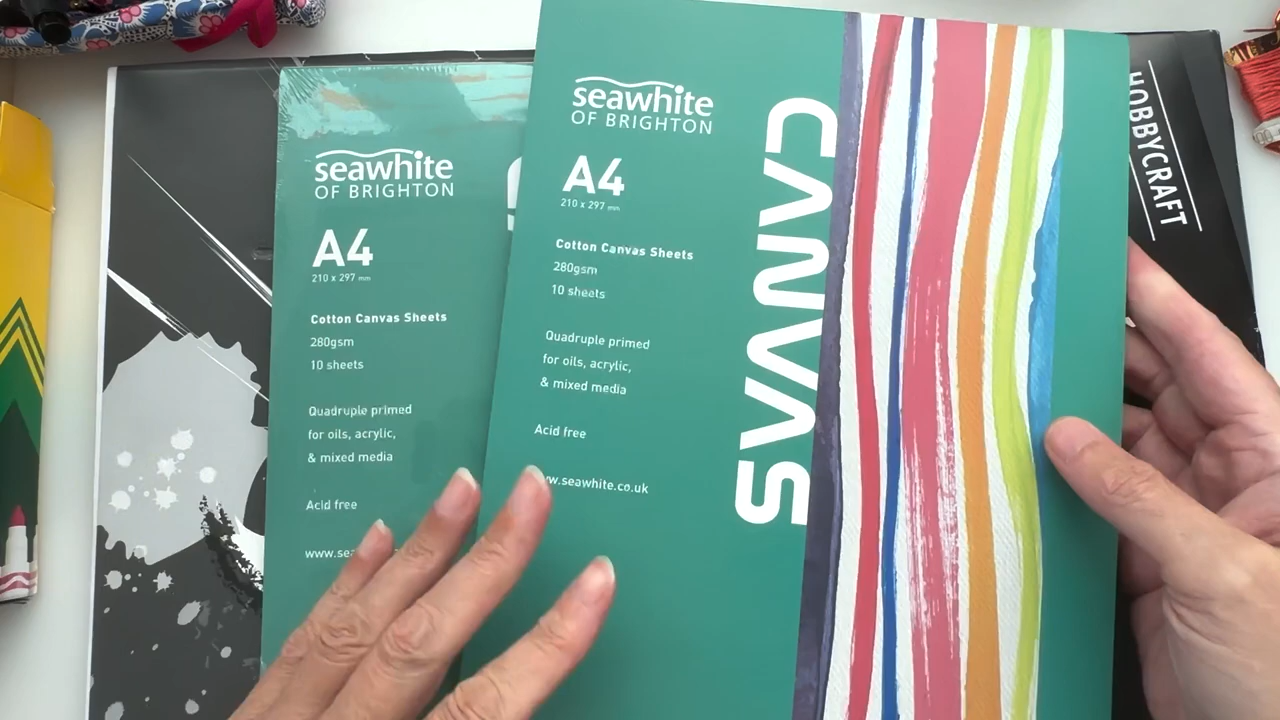 seawhite
OF BRIGHTON
A4
210 x 297 mm
Cotton Canvas Sheets
280gsm
10 sheets
Quadruple primed
for oils, acrylic,
& mixed media
Acid free
www.sea
seawhite
OF BRIGHTON
A4
210 x 297 mm
Cotton Canvas Sheets
280gsm
10 sheets
Quadruple primed
for oils, acrylic,
& mixed media
Acid free
w.seawhite.co.uk
CANVAS
HOBBYCRAFT